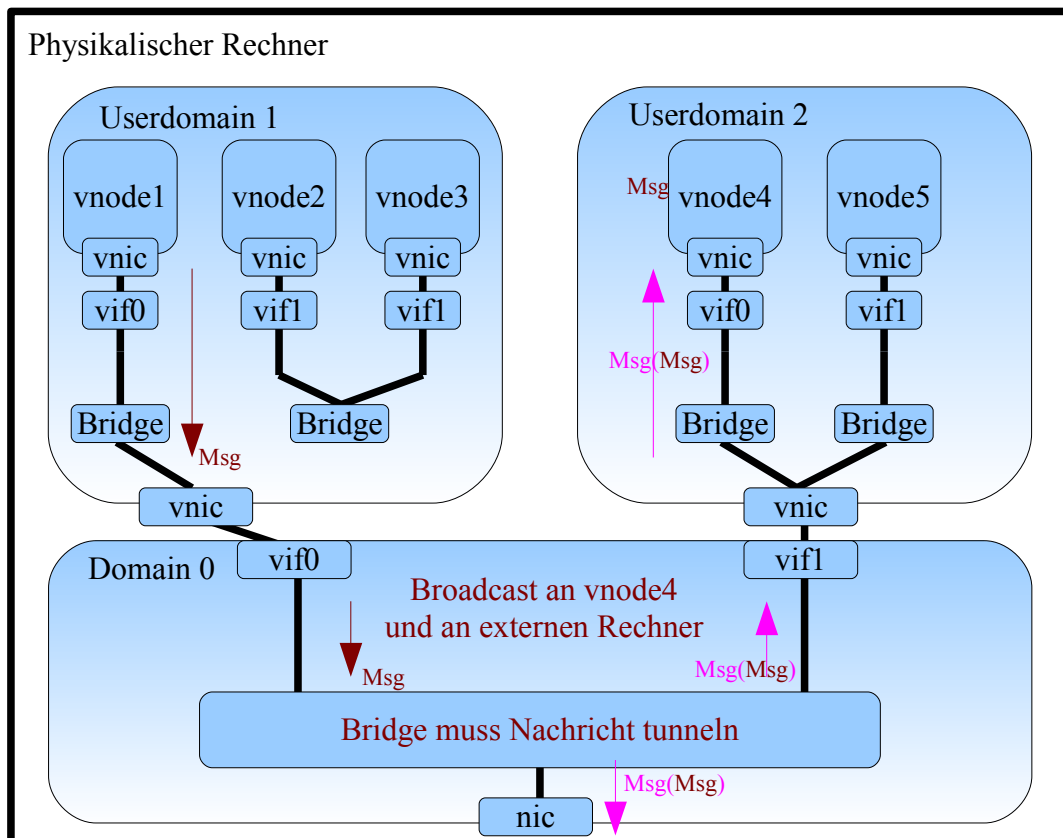 Physikalischer Rechner
Userdomain 1
vnode1
vnode2
vnode3
vnic
vnic
vnic
vif0
vif1
vif1
Bridge
Bridge
Msg
vnic
Userdomain 2
Msg
vnode4
vnode5
vnic
vnic
vif0
vif1
Msg(Msg)
Bridge
Bridge
vnic
Domain 0
vif0
vif1
Broadcast an vnode4
und an externen Rechner
Msg
Msg(Msg)
Bridge muss Nachricht tunneln
Msg(Msg)
nic